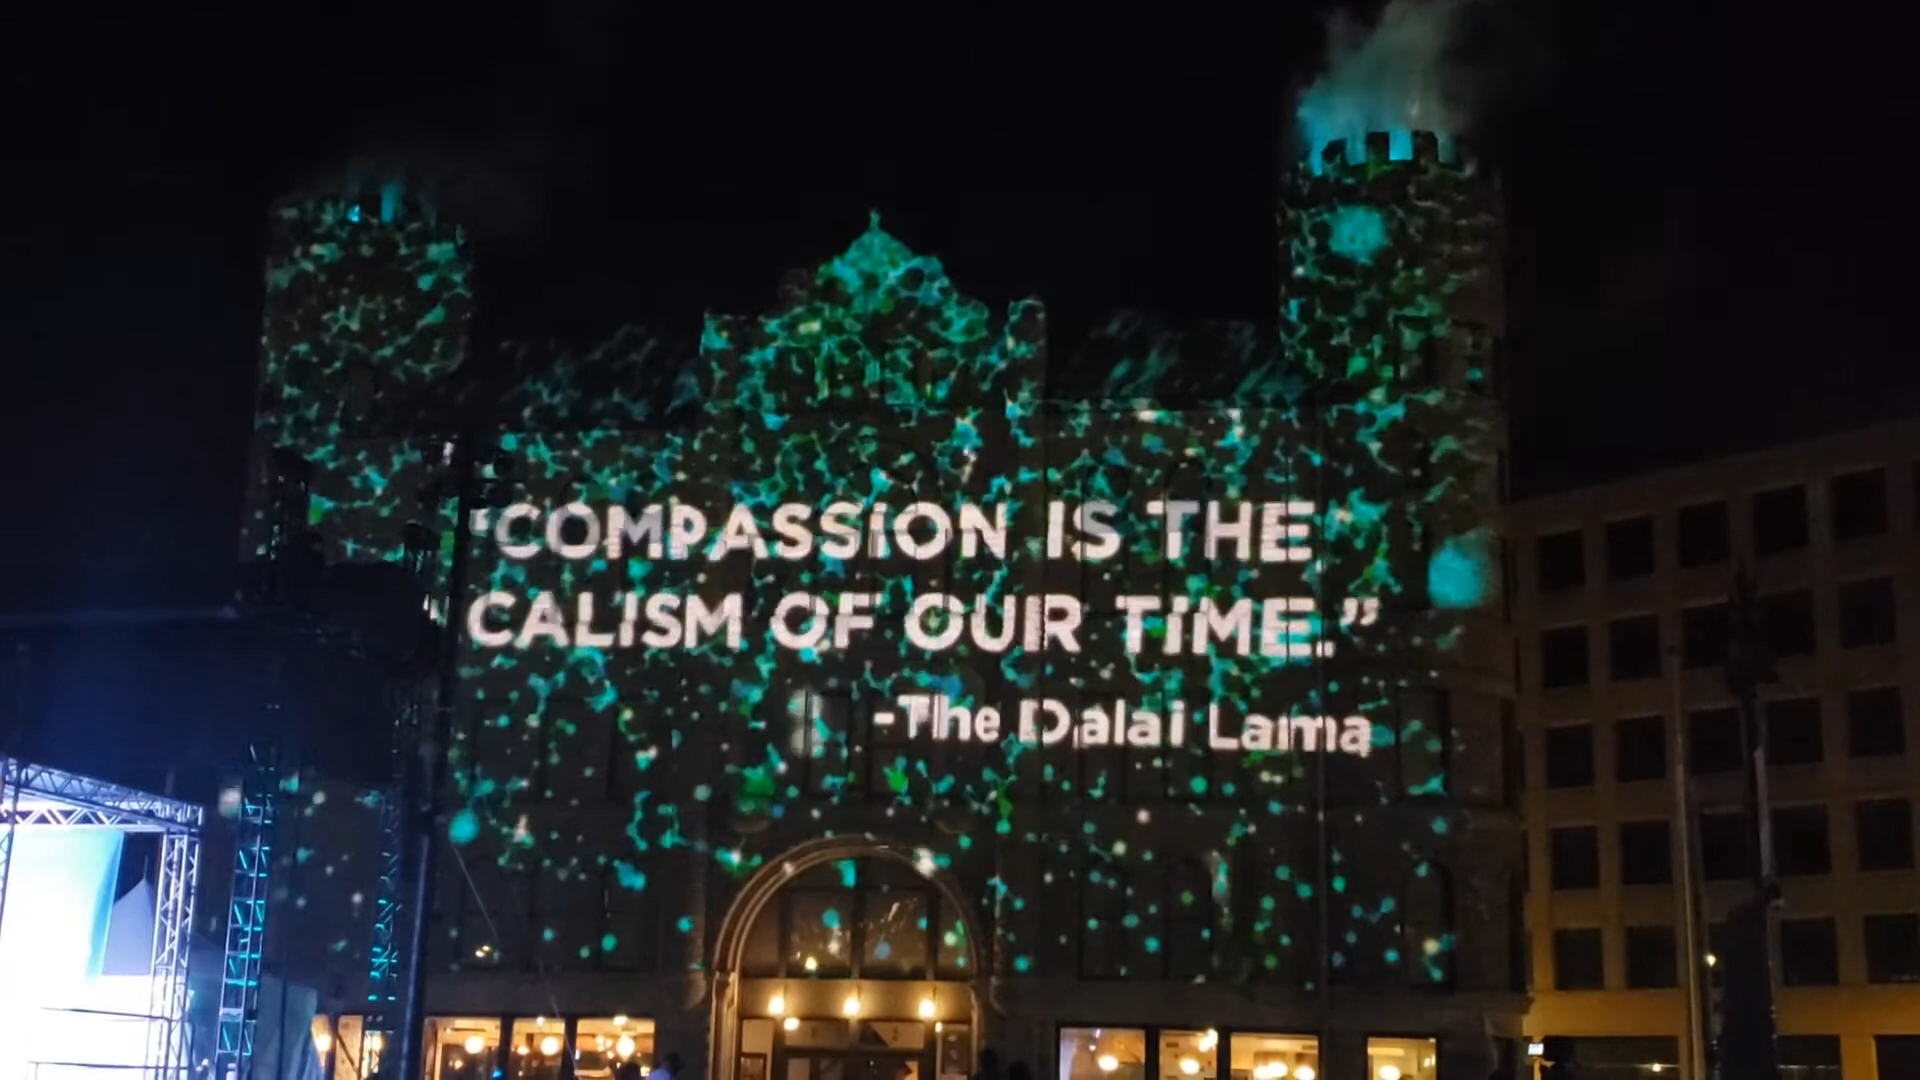 “COMPASSION IS THE
CALISM OF OUR TIME.”
-The Dalai Lama